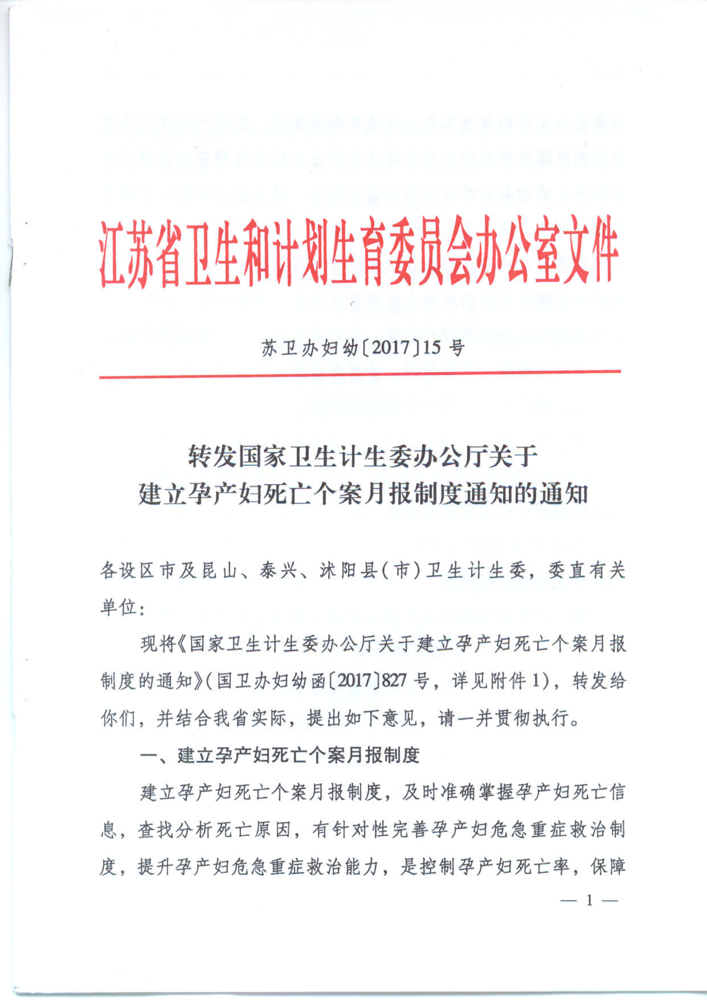 江苏省卫生和计划生育委员会办公室文件
苏卫办妇幼〔2017〕15 号
转发国家卫生计生委办公厅关于
建立孕产妇死亡个案月报制度通知的通知
各设区市及昆山、泰兴、沭阳县(市)卫生计生委，委直有关
单位：
现将《国家卫生计生委办公厅关于建立孕产妇死亡个案月报
制度的通知》(国卫办妇幼函〔2017〕827 号，详见附件 1)，转发给
你们，并结合我省实际，提出如下意见，请一并贯彻执行。
一、建立孕产妇死亡个案月报制度
建立孕产妇死亡个案月报制度，及时准确掌握孕产妇死亡信
息，查找分析死亡原因，有针对性完善孕产妇危急重症救治制
度，提升孕产妇危急重症救治能力，是控制孕产妇死亡率，保障
— 1 —